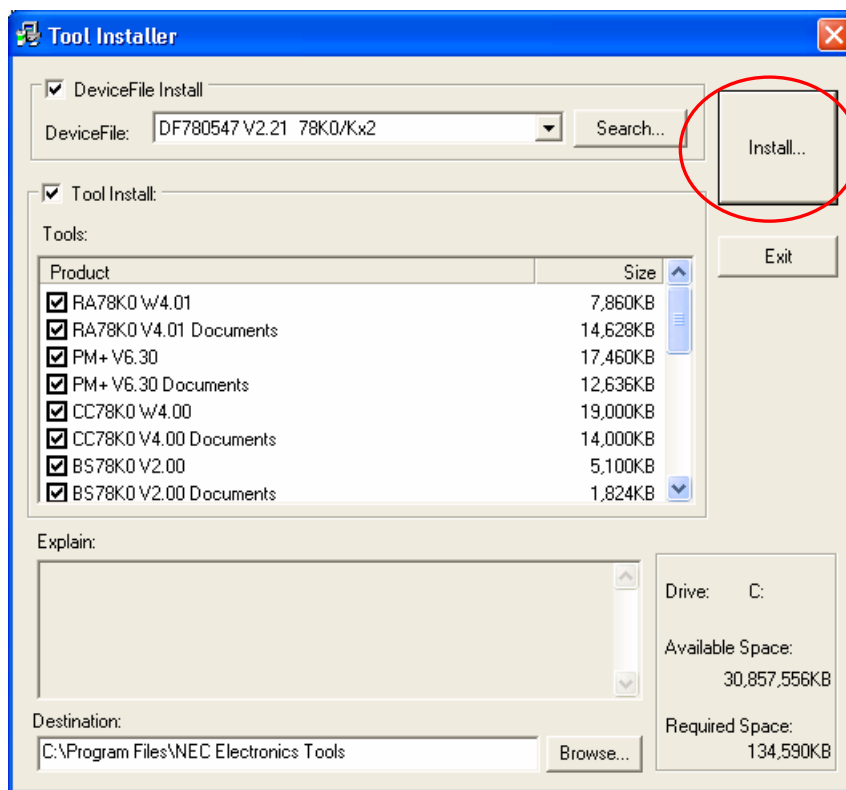 Tool Installer
DeviceFile Install
DeviceFile: DF780547 V2.21 78K0/Kx2 Search...
Install...
Tool Install:
Exit
Tools:
Product Size
RA78K0 W4.01 7,860KB
RA78K0 V4.01 Documents 14,628KB
PM+ V6.30 17,460KB
PM+ V6.30 Documents 12,636KB
CC78K0 W4.00 19,000KB
CC78K0 V4.00 Documents 14,000KB
BS78K0 V2.00 5,100KB
BS78K0 V2.00 Documents 1,824KB
Explain:
Drive: C:
Available Space:
30,857,556KB
Required Space:
134,590KB
Destination:
C:\Program Files\NEC Electronics Tools Browse...